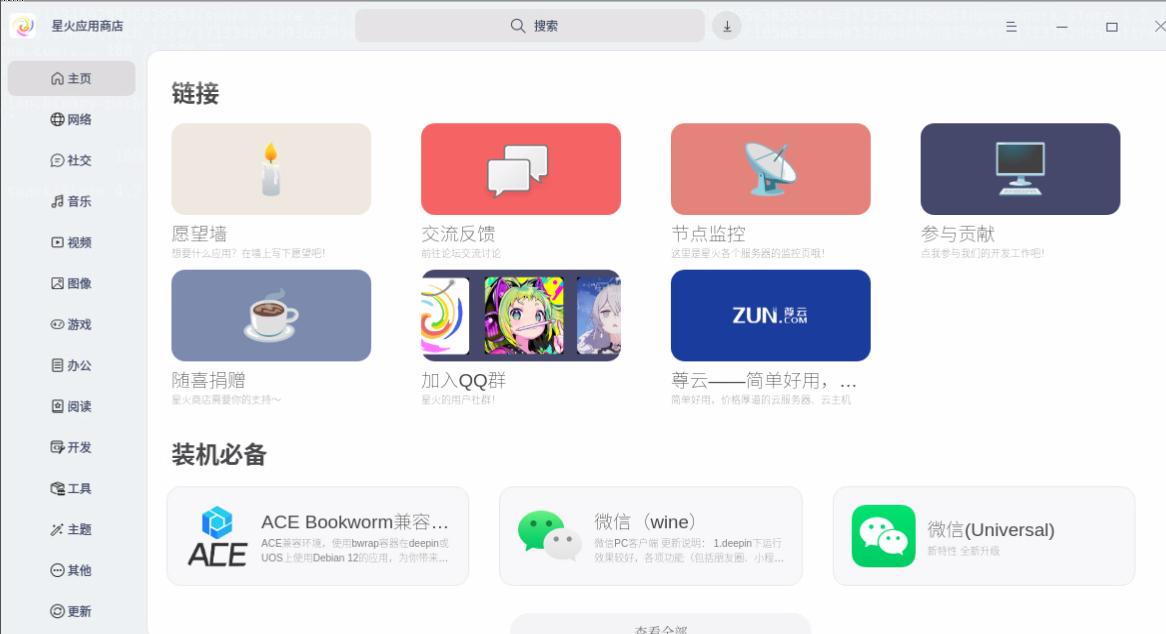 星火应用商店
搜索
主页
网络
社交
音乐
视频
图像
游戏
办公
阅读
开发
工具
主题
其他
更新
链接
愿望墙
想要什么应用？在墙上写下愿望吧！
交流反馈
前往论坛交流讨论
节点监控
这里是星火各个服务器的监控页哦！
参与贡献
点我参与我们的开发工作吧！
随喜捐赠
星火商店需要你的支持～
加入QQ群
星火的用户社群！
ZUN.尊云.COM
尊云——简单好用，...
简单好用，价格厚道的云服务器、云主机
装机必备
ACE
ACE Bookworm兼容...
ACE兼容环境，使用bwrap容器在deepin或
UOS上使用Debian 12的应用，为你带来...
微信（wine）
微信PC客户端 更新说明： 1.deepin下运行
效果较好，各项功能（包括朋友圈、小程...
微信(Universal)
新特性 全新升级
查看全部